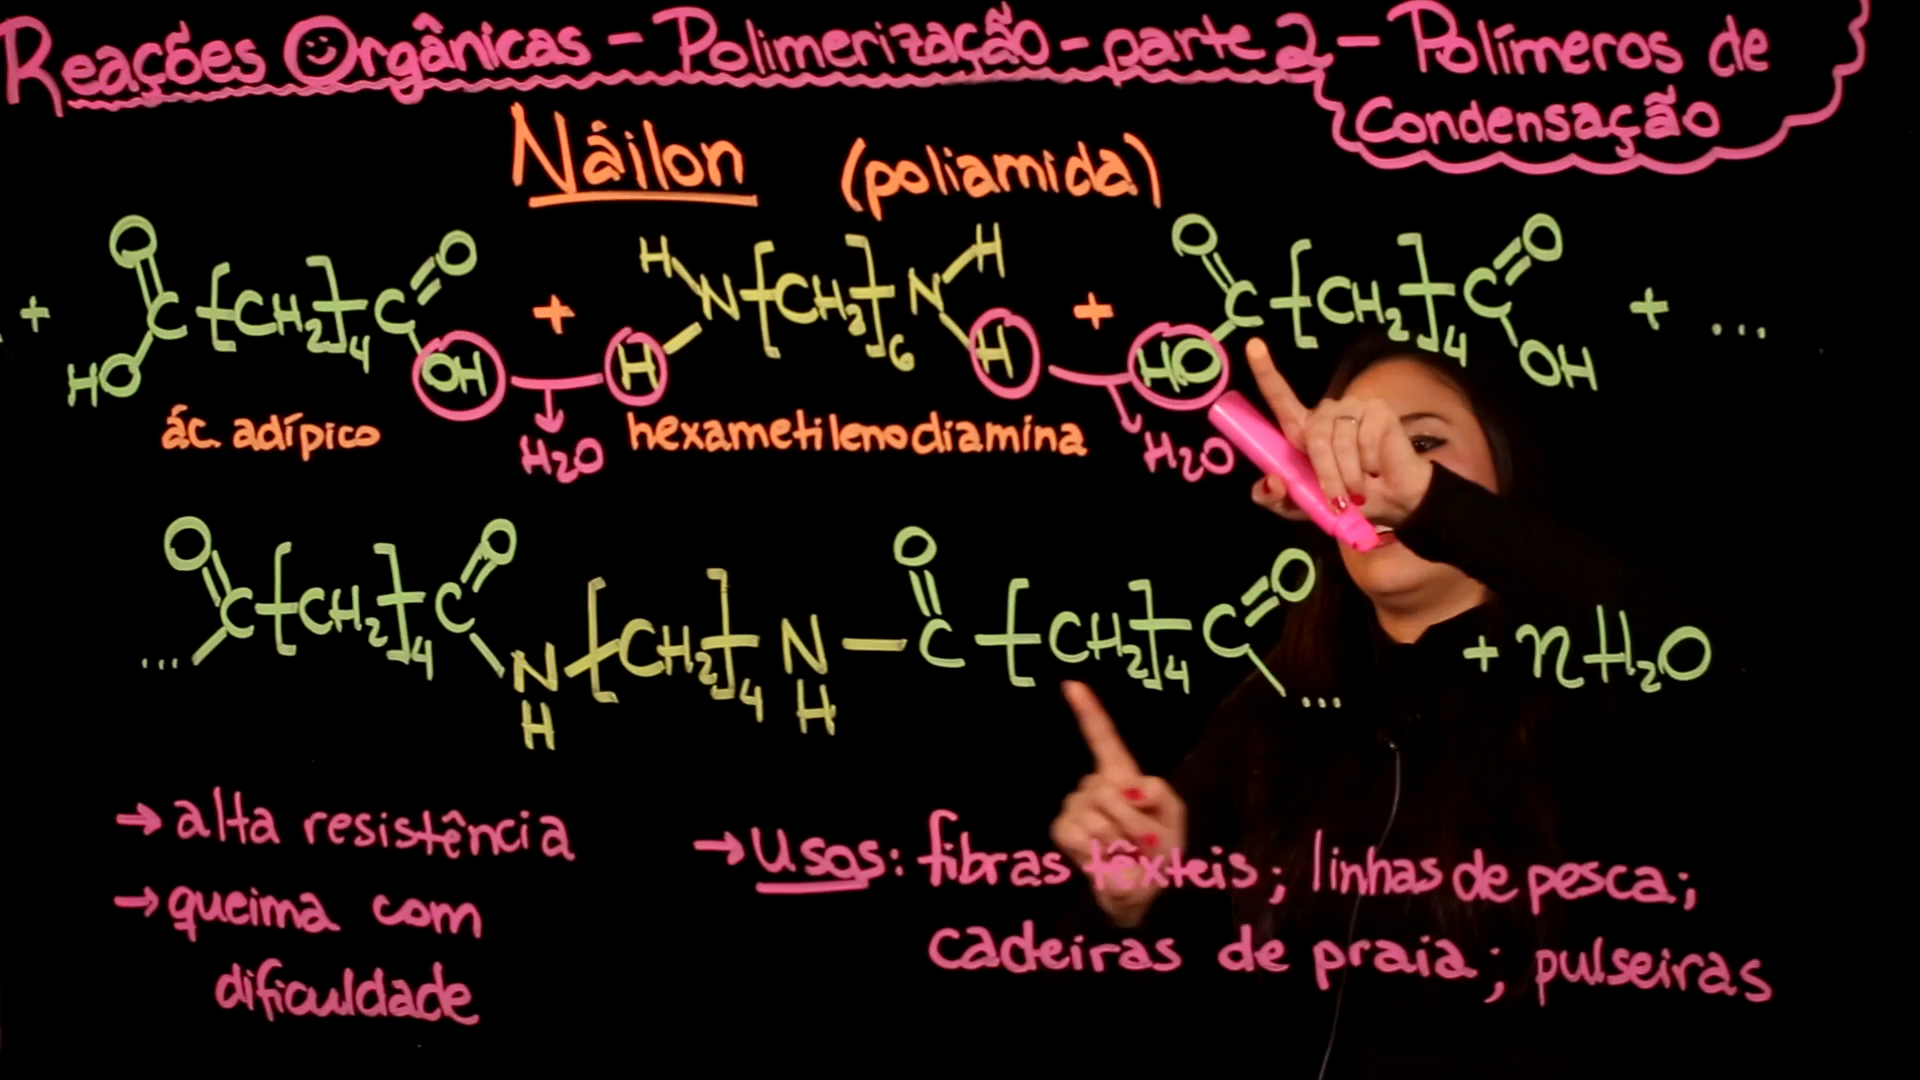 Reações Orgânicas - Polimerização - parte 2 - Polímeros de
Condensação
Náilon (poliamida)
+ O C [CH2]4 C O HO OH + H N [CH2]6 N H H H + O C [CH2]4 C O HO OH + ...
ác. adípico H2O hexametilenodiamina H2O
... O C [CH2]4 C O N H [CH2]4 N H — C O [CH2]4 C O ... + n H2O
→ alta resistência
→ queima com
dificuldade
→ Usos: fibras têxteis; linhas de pesca;
cadeiras de praia; pulseiras